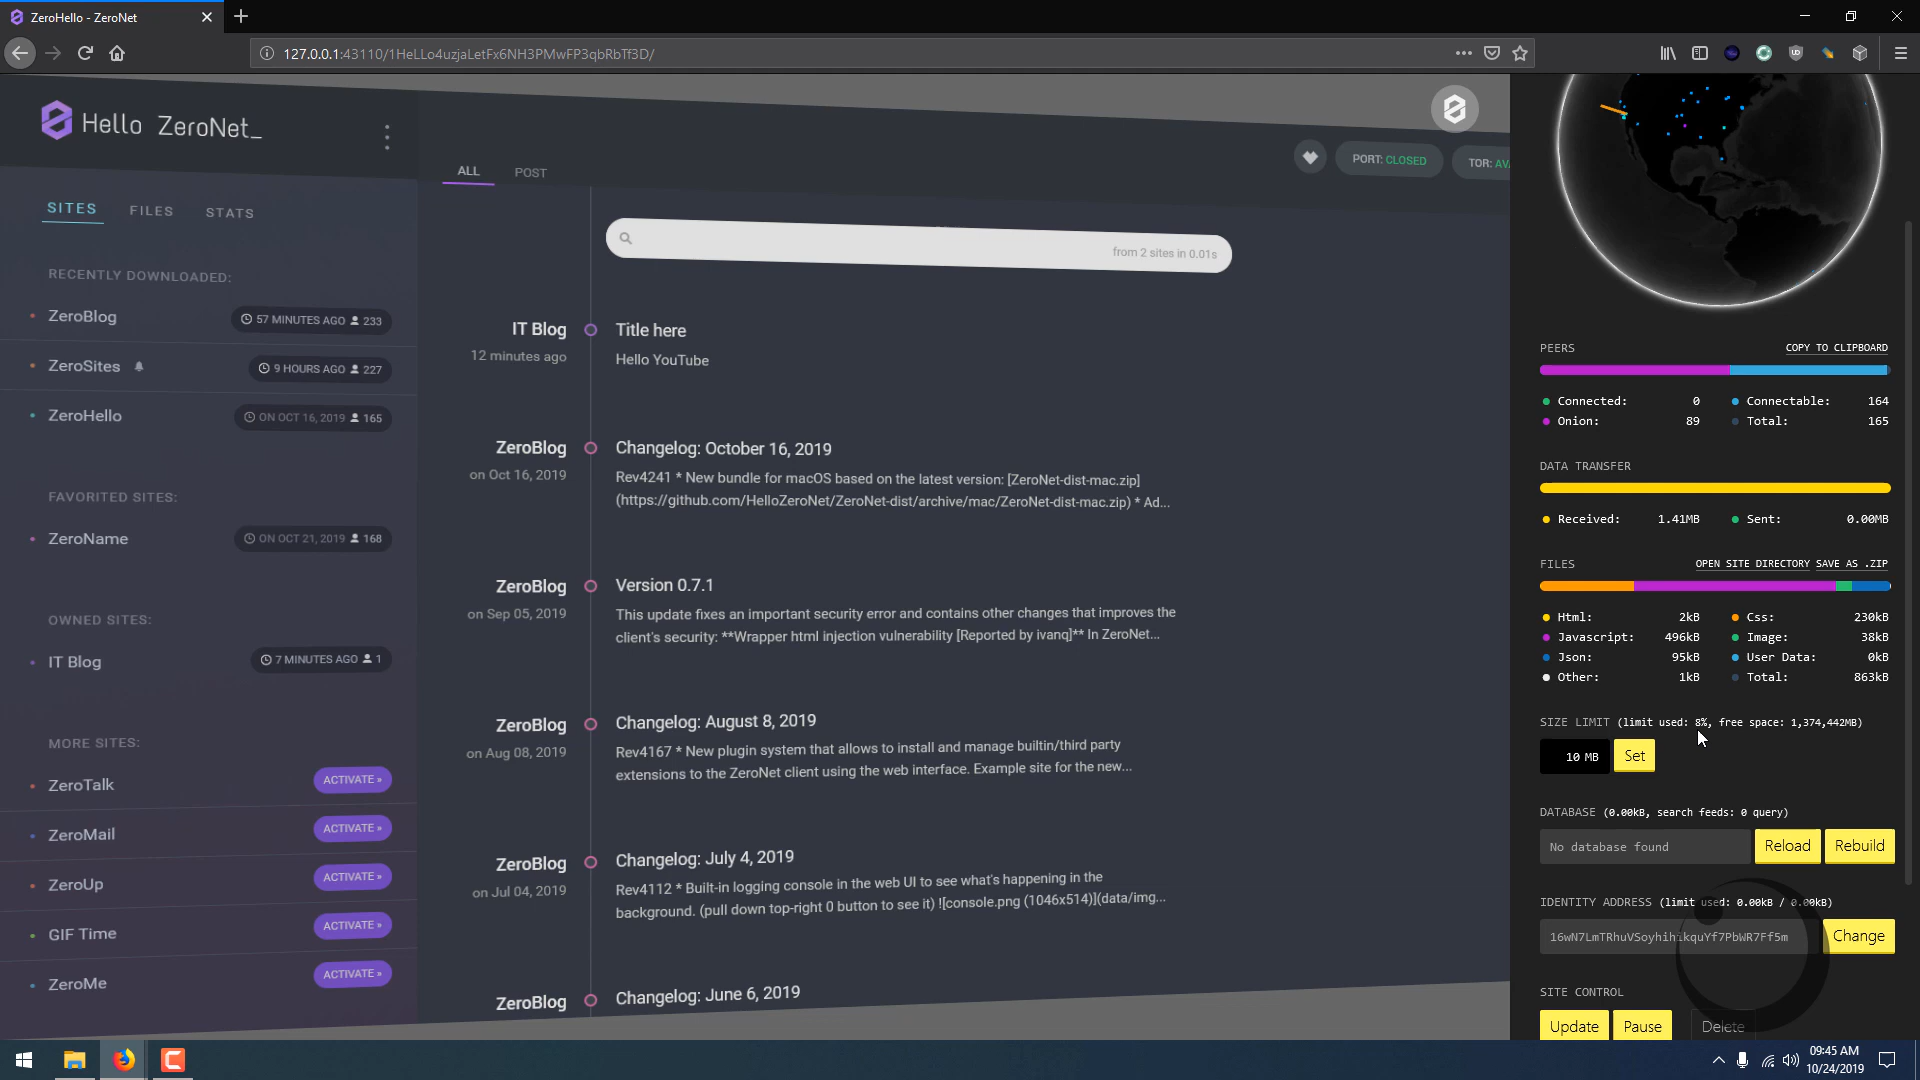 ZeroHello - ZeroNet
127.0.0.1:43110/1HeLLo4uzjaLetFx6NH3PMwFP3qbRbTf3D/
Hello ZeroNet_
SITES FILES STATS
RECENTLY DOWNLOADED:
ZeroBlog 57 MINUTES AGO 233
ZeroSites 9 HOURS AGO 227
ZeroHello ON OCT 16, 2019 165
FAVORITED SITES:
ZeroName ON OCT 21, 2019 168
OWNED SITES:
IT Blog 7 MINUTES AGO 1
MORE SITES:
ZeroTalk ACTIVATE »
ZeroMail ACTIVATE »
ZeroUp ACTIVATE »
GIF Time ACTIVATE »
ZeroMe ACTIVATE »
ALL POST
PORT: CLOSED
TOR: AV
from 2 sites in 0.01s
IT Blog
12 minutes ago
Title here
Hello YouTube
ZeroBlog
on Oct 16, 2019
Changelog: October 16, 2019
Rev4241 * New bundle for macOS based on the latest version: [ZeroNet-dist-mac.zip]
(https://github.com/HelloZeroNet/ZeroNet-dist/archive/mac/ZeroNet-dist-mac.zip) * Ad...
ZeroBlog
on Sep 05, 2019
Version 0.7.1
This update fixes an important security error and contains other changes that improves the
client's security: **Wrapper html injection vulnerability [Reported by ivanq]** In ZeroNet...
ZeroBlog
on Aug 08, 2019
Changelog: August 8, 2019
Rev4167 * New plugin system that allows to install and manage builtin/third party
extensions to the ZeroNet client using the web interface. Example site for the new...
ZeroBlog
on Jul 04, 2019
Changelog: July 4, 2019
Rev4112 * Built-in logging console in the web UI to see what's happening in the
background. (pull down top-right 0 button to see it) ![console.png (1046x514)](data/img...
ZeroBlog
Changelog: June 6, 2019
PEERS COPY TO CLIPBOARD
Connected: 0 Connectable: 164
Onion: 89 Total: 165
DATA TRANSFER
Received: 1.41MB Sent: 0.00MB
FILES OPEN SITE DIRECTORY SAVE AS .ZIP
Html: 2kB Css: 230kB
Javascript: 496kB Image: 38kB
Json: 95kB User Data: 0kB
Other: 1kB Total: 863kB
SIZE LIMIT (limit used: 8%, free space: 1,374,442MB)
10 MB Set
DATABASE (0.00kB, search feeds: 0 query)
No database found Reload Rebuild
IDENTITY ADDRESS (limit used: 0.00kB / 0.00kB)
16wN7LmTRhuVSoyhihikquYf7PbWR7Ff5m Change
SITE CONTROL
Update Pause Delete
09:45 AM
10/24/2019